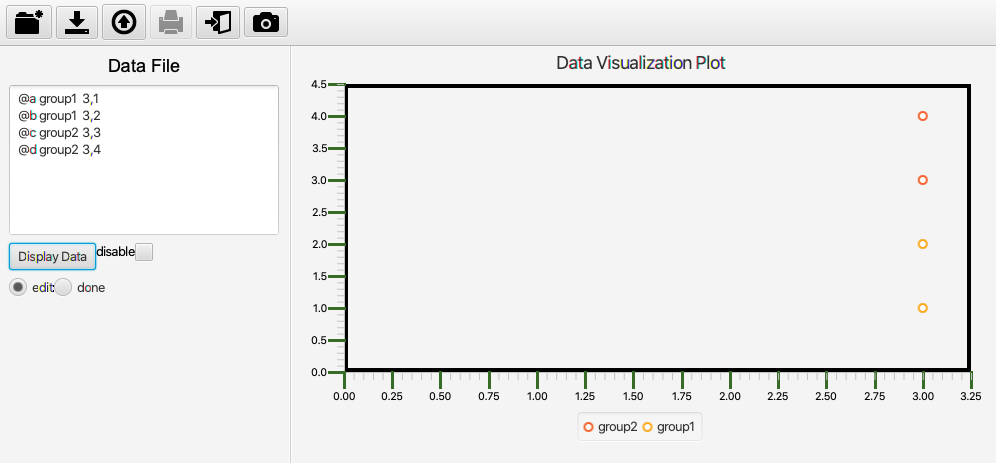 Data File
@a group1 3,1
@b group1 3,2
@c group2 3,3
@d group2 3,4
Display Data disable
edit done
Data Visualization Plot
4.5
4.0
3.5
3.0
2.5
2.0
1.5
1.0
0.5
0.0
0.00 0.25 0.50 0.75 1.00 1.25 1.50 1.75 2.00 2.25 2.50 2.75 3.00 3.25
group2 group1